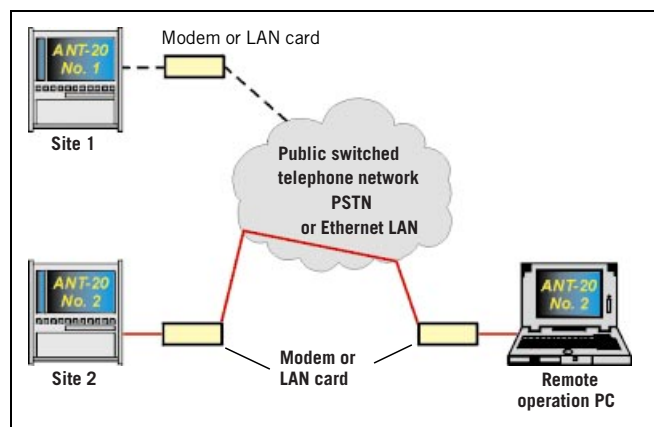 Modem or LAN card
ANT-20
No. 1
Site 1
Public switched
telephone network
PSTN
or Ethernet LAN
ANT-20
No. 2
Site 2
Modem or
LAN card
ANT-20
No. 2
Remote
operation PC